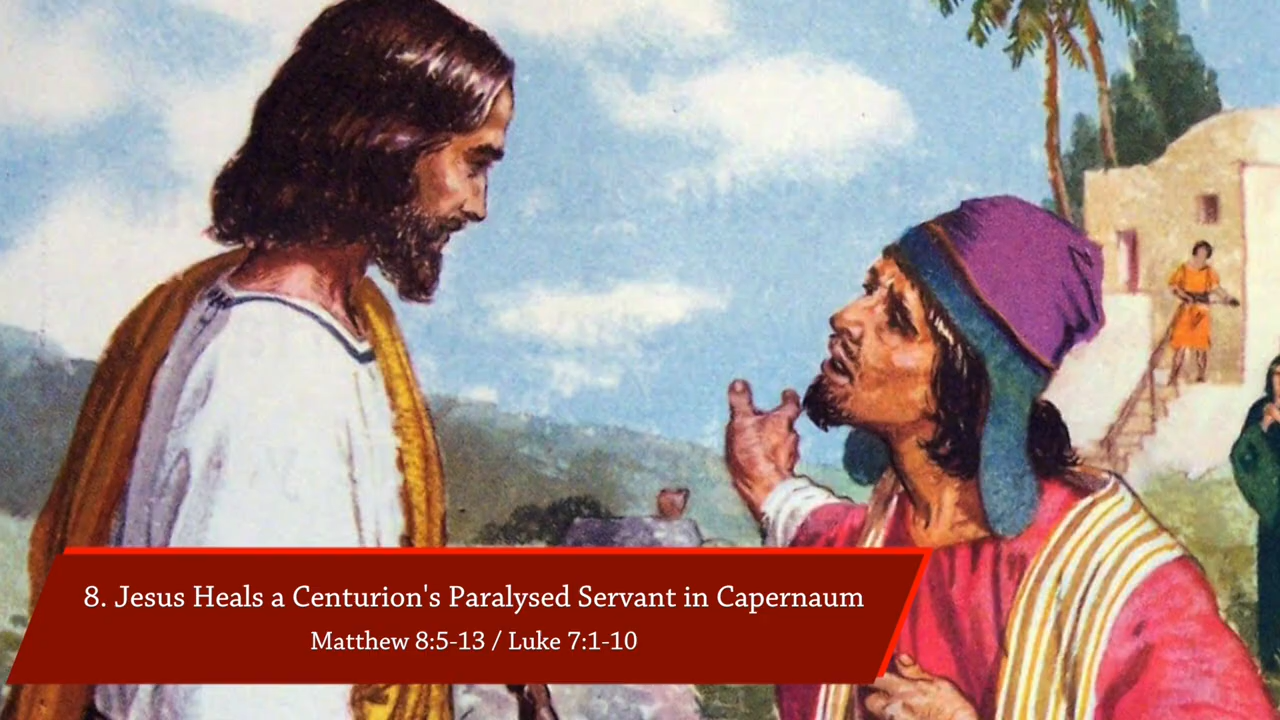 8. Jesus Heals a Centurion's Paralysed Servant in Capernaum
Matthew 8:5-13 / Luke 7:1-10